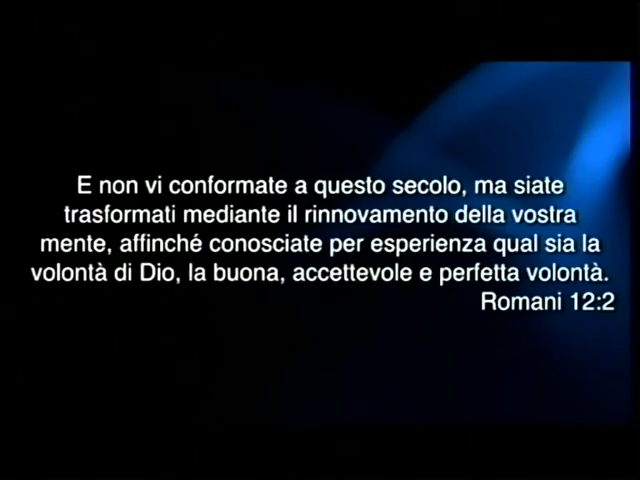 E non vi conformate a questo secolo, ma siate
trasformati mediante il rinnovamento della vostra
mente, affinché conosciate per esperienza qual sia la
volontà di Dio, la buona, accettevole e perfetta volontà.
Romani 12:2